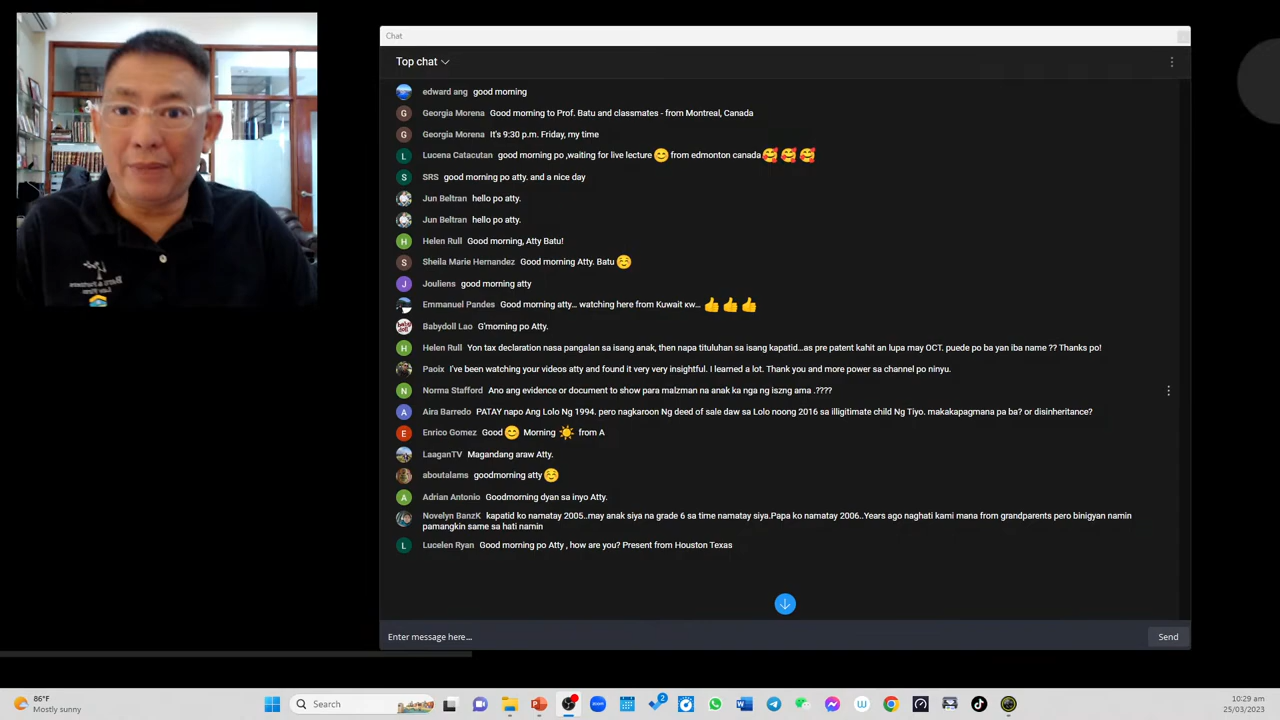 Chat
Top chat
edward ang good morning
Georgia Morena Good morning to Prof. Batu and classmates - from Montreal, Canada
Georgia Morena It's 9:30 p.m. Friday, my time
Lucena Catacutan good morning po ,waiting for live lecture 😊 from edmonton canada 🥰 🥰 🥰
SRS good morning po atty. and a nice day
Jun Beltran hello po atty.
Jun Beltran hello po atty.
Helen Rull Good morning, Atty Batu!
Sheila Marie Hernandez Good morning Atty. Batu ☺️
Jouliens good morning atty
Emmanuel Pandes Good morning atty... watching here from Kuwait кw... 👍 👍 👍
Babydoll Lao G'morning po Atty.
Helen Rull Yon tax declaration nasa pangalan sa isang anak, then napa tituluhan sa isang kapatid...as pre patent kahit an lupa may OCT. puede po ba yan iba name ?? Thanks po!
Paoix I've been watching your videos atty and found it very very insightful. I learned a lot. Thank you and more power sa channel po ninyu.
Norma Stafford Ano ang evidence or document to show para malzman na anak ka nga ng iszng ama .????
Aira Barredo PATAY napo Ang Lolo Ng 1994. pero nagkaroon Ng deed of sale daw sa Lolo noong 2016 sa illigitimate child Ng Tiyo. makakapagmana pa ba? or disinheritance?
Enrico Gomez Good 😊 Morning ☀️ from A
LaaganTV Magandang araw Atty.
aboutalams goodmorning atty ☺️
Adrian Antonio Goodmorning dyan sa inyo Atty.
Novelyn BanzK kapatid ko namatay 2005..may anak siya na grade 6 sa time namatay siya.Papa ko namatay 2006..Years ago naghati kami mana from grandparents pero binigyan namin
pamangkin same sa hati namin
Lucelen Ryan Good morning po Atty , how are you? Present from Houston Texas
Enter message here...
Send
86°F
Mostly sunny
Search
2
10:29 am
25/03/2023